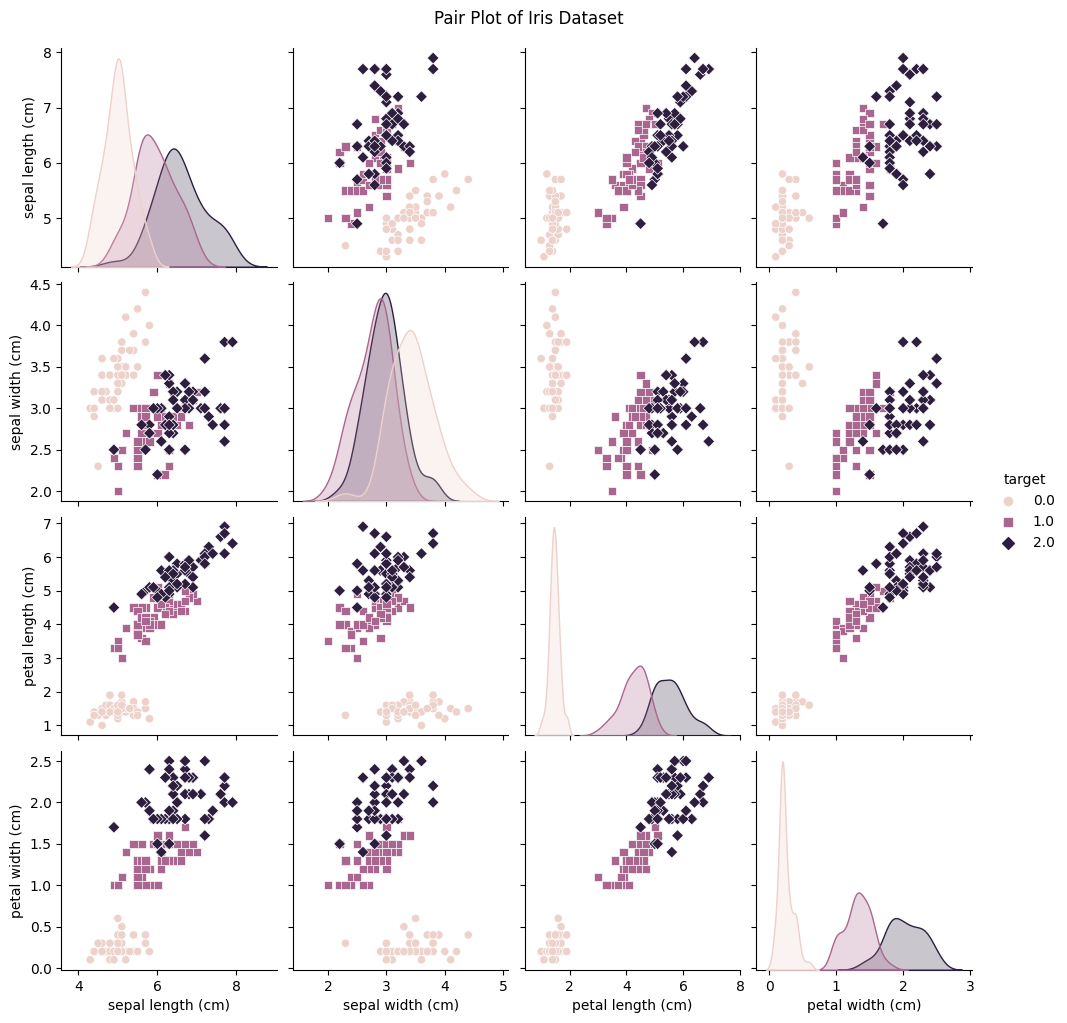 Pair Plot of Iris Dataset
8
7
6
5
sepal length (cm)
4.5
4.0
3.5
3.0
2.5
2.0
sepal width (cm)
7
6
5
4
3
2
1
petal length (cm)
2.5
2.0
1.5
1.0
0.5
0.0
petal width (cm)
4 6 8
sepal length (cm)
2 3 4 5
sepal width (cm)
2 4 6 8
petal length (cm)
0 1 2 3
petal width (cm)
target
0.0
1.0
2.0